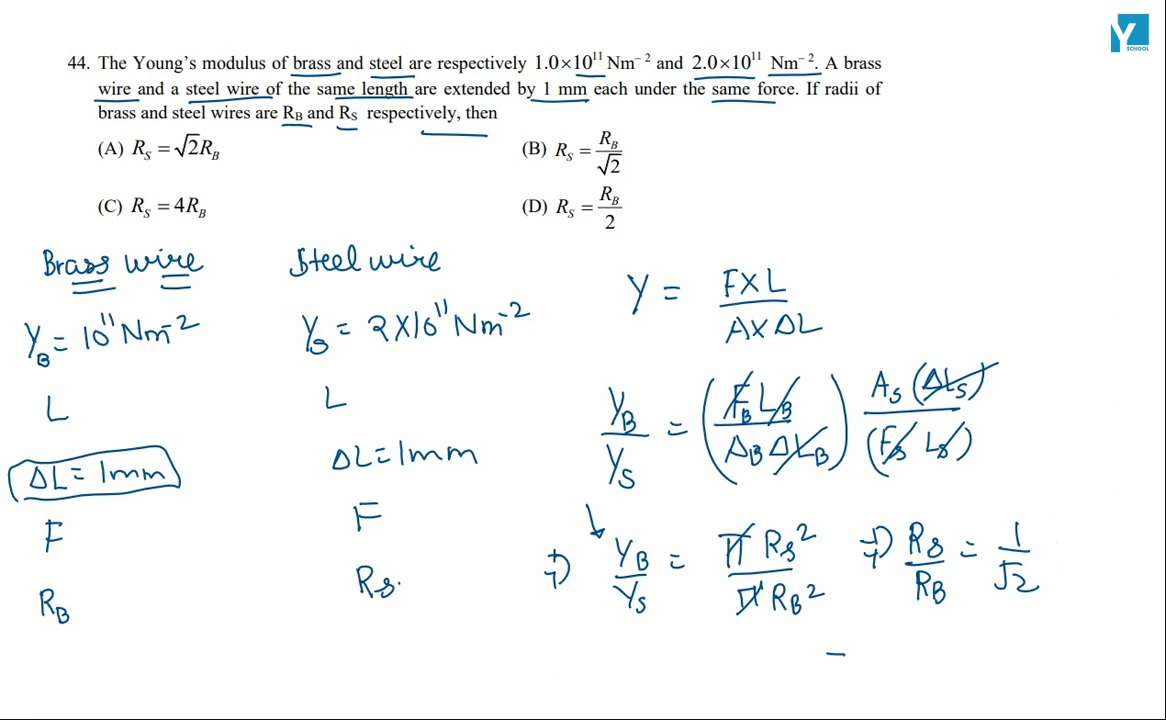 Y
SCHOOL
44. The Young's modulus of brass and steel are respectively 1.0×10¹¹ Nm⁻² and 2.0×10¹¹ Nm⁻². A brass
wire and a steel wire of the same length are extended by 1 mm each under the same force. If radii of
brass and steel wires are R_B and R_S respectively, then
(A) R_S = √2R_B (B) R_S = R_B/√2
(C) R_S = 4R_B (D) R_S = R_B/2
Brass wire Steel wire
Y = F×L / A×ΔL
Y_B = 10¹¹ Nm⁻² Y_S = 2×10¹¹ Nm⁻²
L L
Y_B/Y_S = (F_B L_B / A_B ΔL_B) A_S (ΔL_S) / (F_S L_S)
ΔL = 1mm ΔL = 1mm
F F
⇒ Y_B/Y_S = π R_S² / π R_B² ⇒ R_S/R_B = 1/√2
R_B R_S.